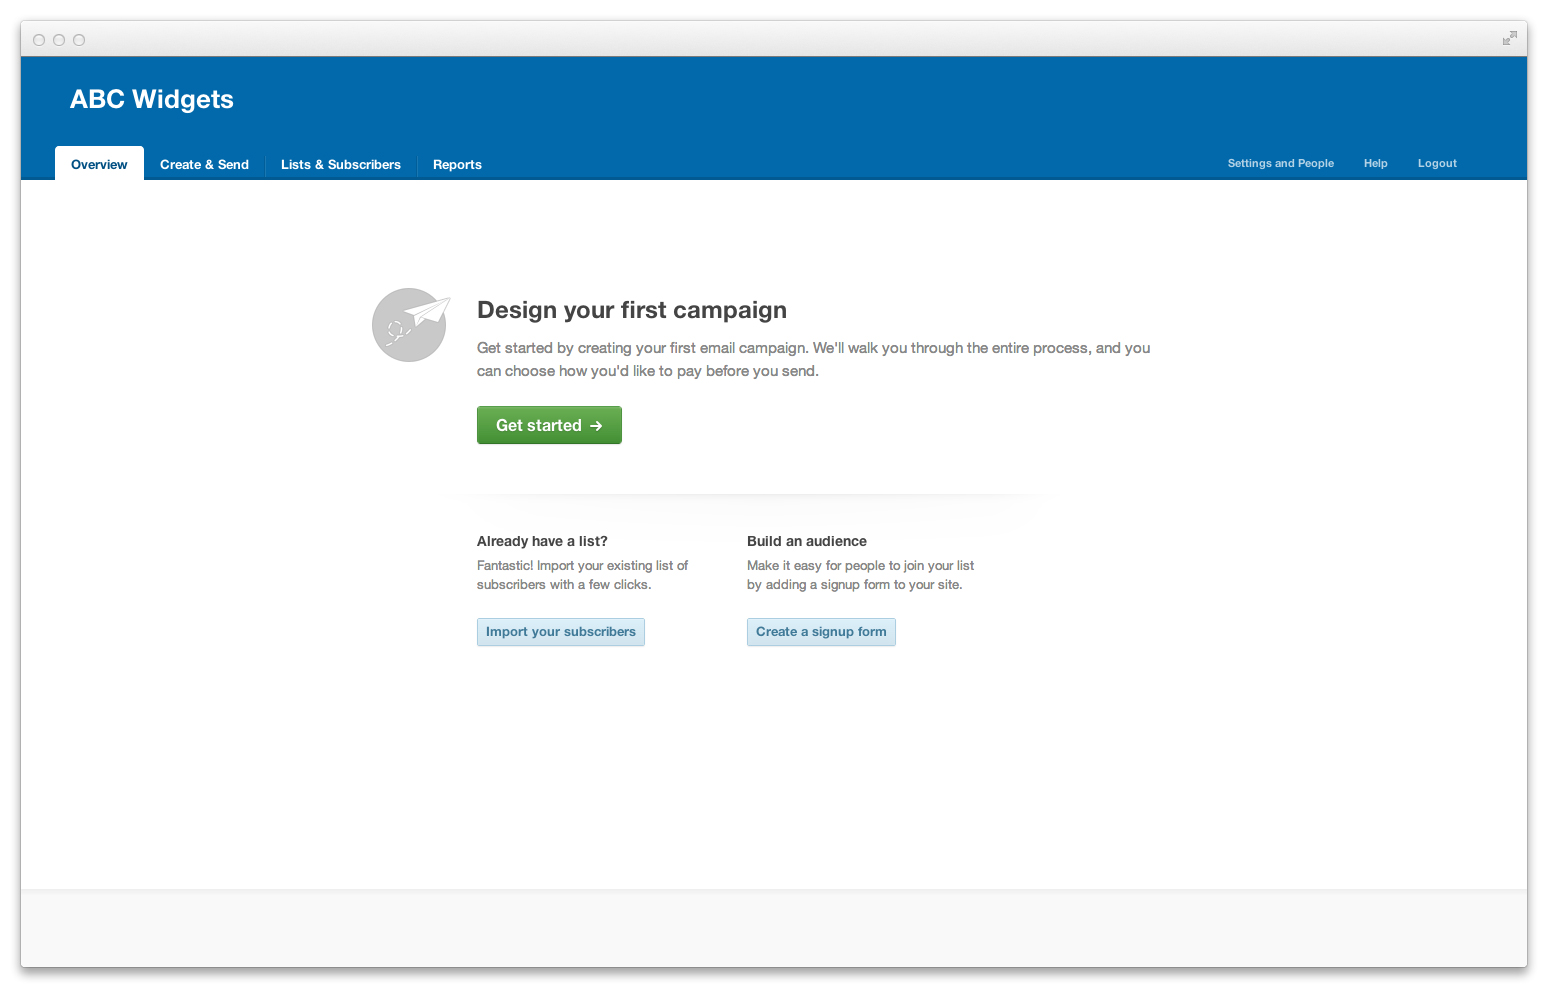 ABC Widgets
Overview
Create & Send
Lists & Subscribers
Reports
Settings and People
Help
Logout
Design your first campaign
Get started by creating your first email campaign. We'll walk you through the entire process, and you
can choose how you'd like to pay before you send.
Get started →
Already have a list?
Fantastic! Import your existing list of
subscribers with a few clicks.
Import your subscribers
Build an audience
Make it easy for people to join your list
by adding a signup form to your site.
Create a signup form